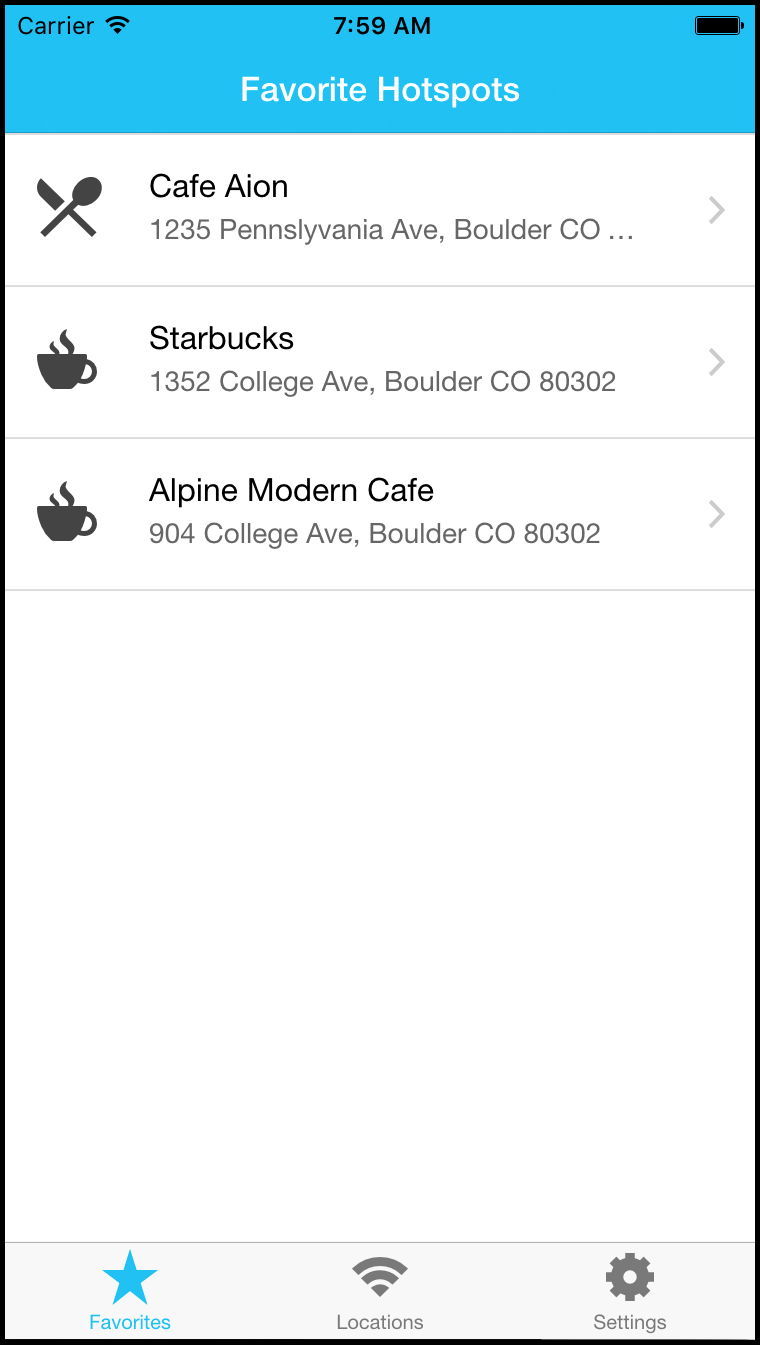 Carrier 7:59 AM
Favorite Hotspots
Cafe Aion
1235 Pennslyvania Ave, Boulder CO …
Starbucks
1352 College Ave, Boulder CO 80302
Alpine Modern Cafe
904 College Ave, Boulder CO 80302
Favorites Locations Settings